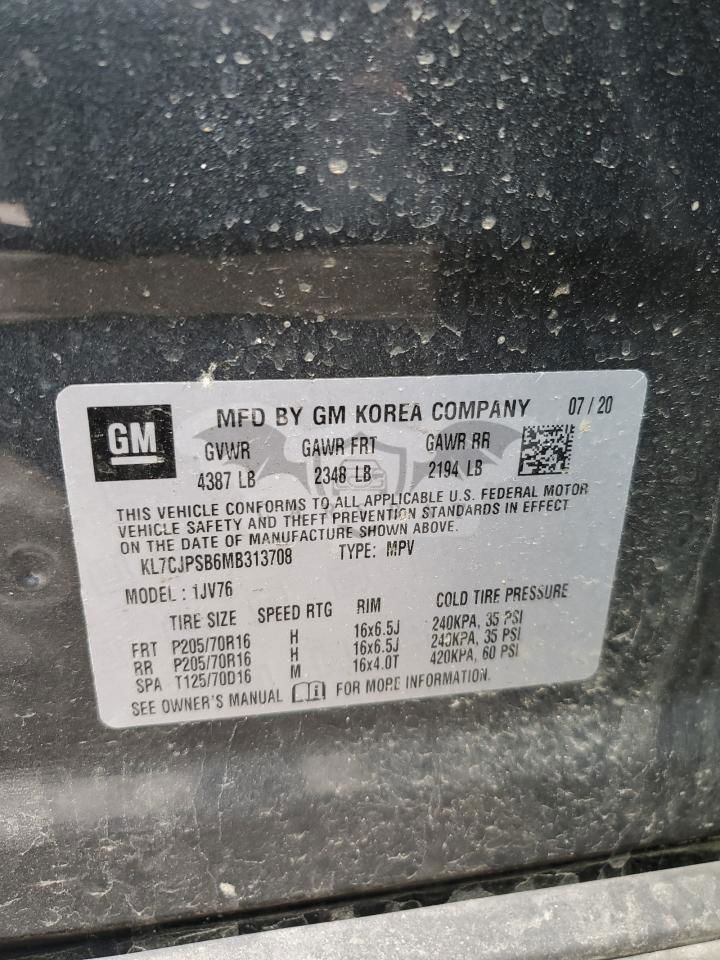 GM
MFD BY GM KOREA COMPANY 07 / 20
GVWR GAWR FRT GAWR RR
4387 LB 2348 LB 2194 LB
THIS VEHICLE CONFORMS TO ALL APPLICABLE U.S. FEDERAL MOTOR
VEHICLE SAFETY AND THEFT PREVENTION STANDARDS IN EFFECT
ON THE DATE OF MANUFACTURE SHOWN ABOVE.
KL7CJPSB6MB313708 TYPE: MPV
MODEL : 1JV76
TIRE SIZE SPEED RTG RIM COLD TIRE PRESSURE
FRT P205/70R16 H 16x6.5J 240KPA, 35 PSI
RR P205/70R16 H 16x6.5J 240KPA, 35 PSI
SPA T125/70D16 M 16x4.0T 420KPA, 60 PSI
SEE OWNER'S MANUAL FOR MORE INFORMATION.